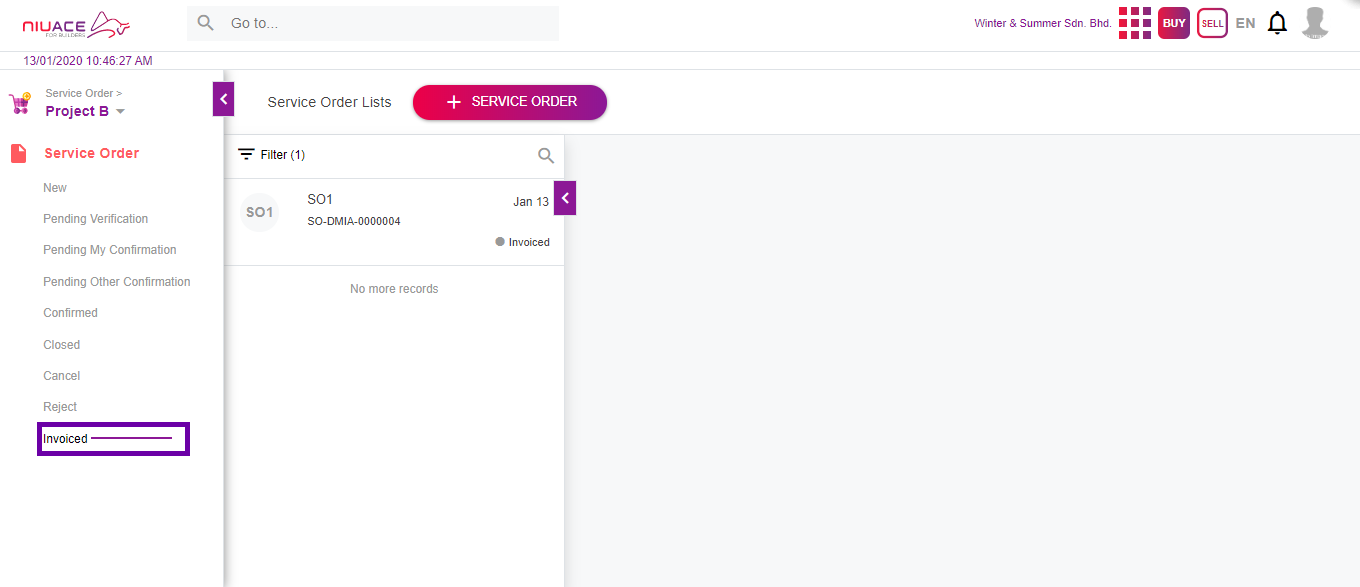 NIUACE
FOR BUILDERS
Go to...
Winter & Summer Sdn. Bhd.
BUY
SELL
EN
13/01/2020 10:46:27 AM
Service Order >
Project B
Service Order Lists
+ SERVICE ORDER
Service Order
New
Pending Verification
Pending My Confirmation
Pending Other Confirmation
Confirmed
Closed
Cancel
Reject
Invoiced
Filter (1)
SO1
SO1
Jan 13
SO-DMIA-0000004
Invoiced
No more records